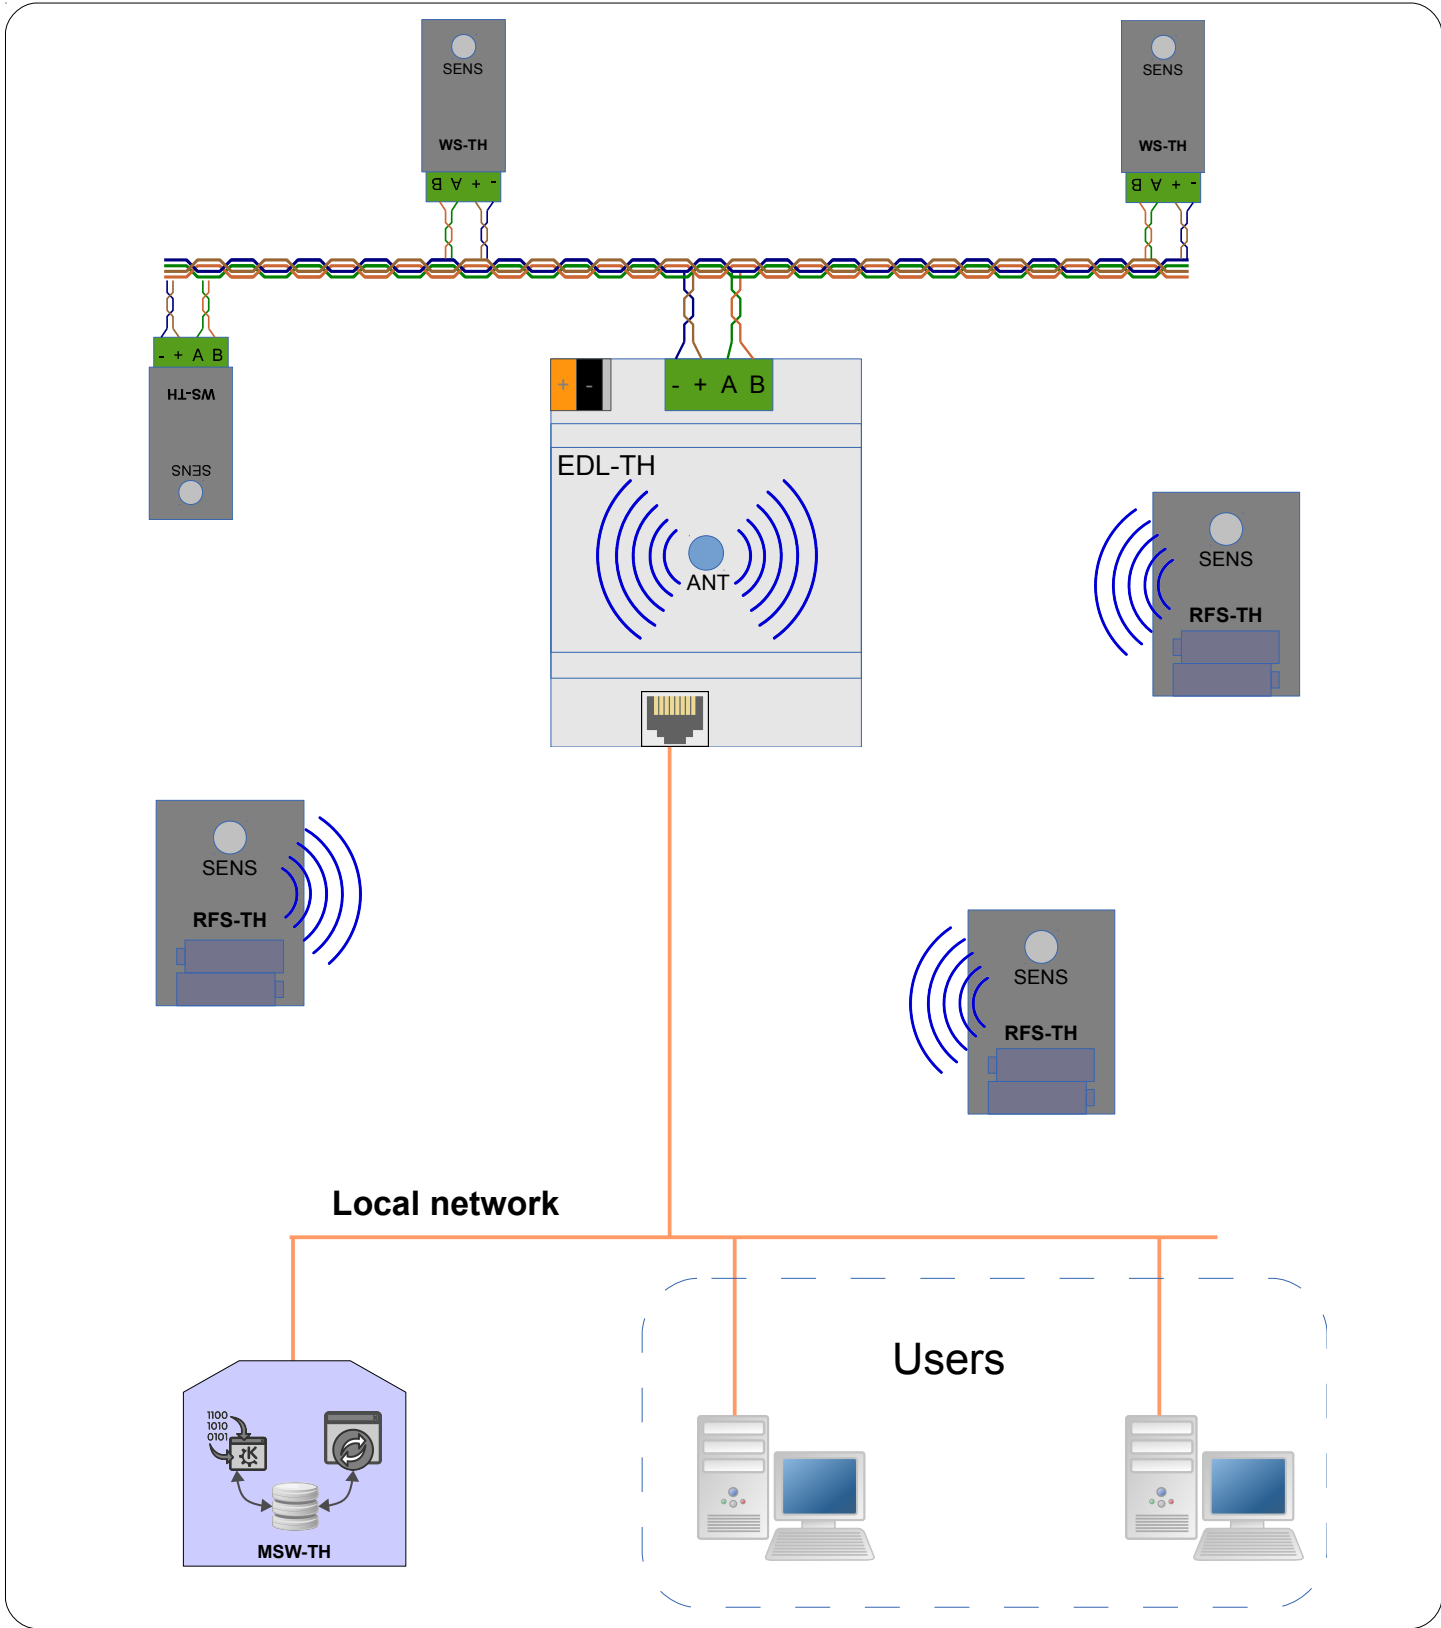 SENS
WS-TH
B A + -
SENS
WS-TH
B A + -
- + A B
WS-TH
SENS
+ -
- + A B
EDL-TH
ANT
SENS
RFS-TH
SENS
RFS-TH
SENS
RFS-TH
Local network
Users
1100
1010
0101
K
MSW-TH